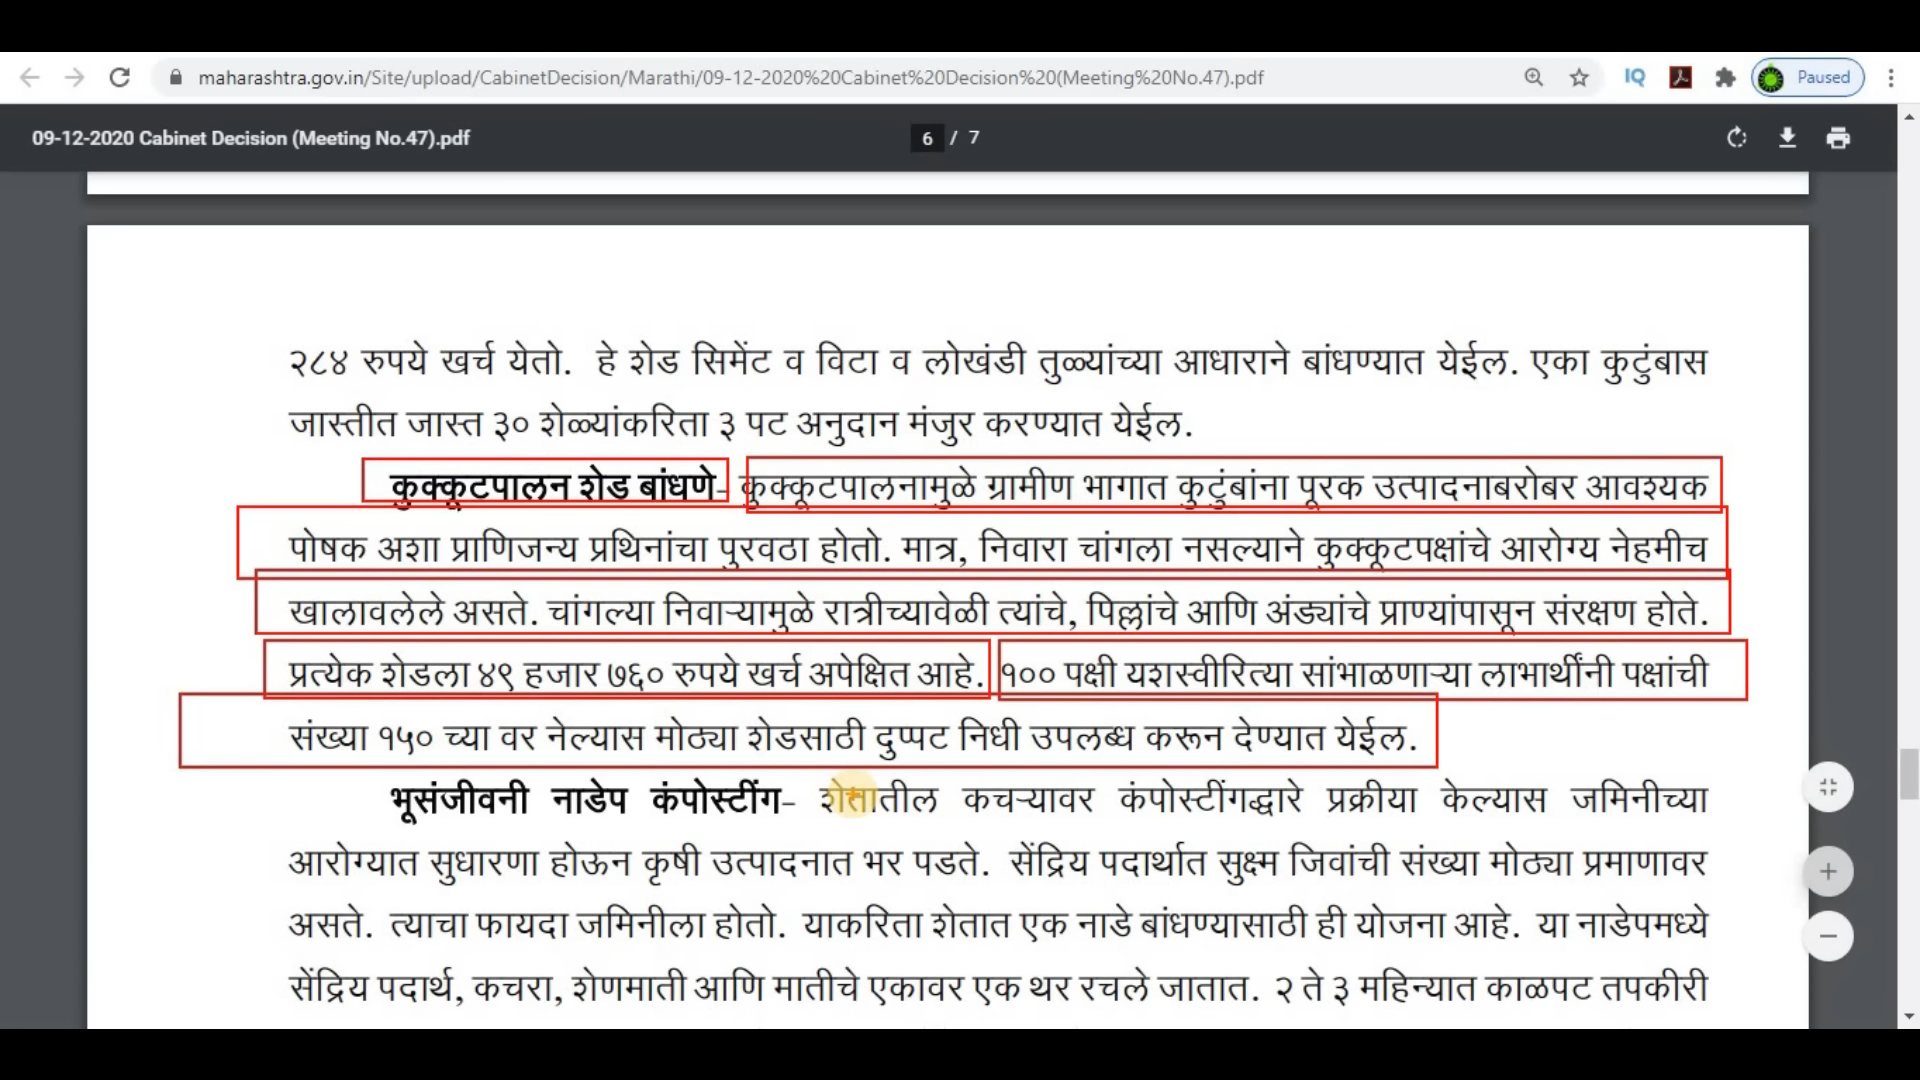 maharashtra.gov.in/Site/upload/CabinetDecision/Marathi/09-12-2020%20Cabinet%20Decision%20(Meeting%20No.47).pdf
IQ
Paused
09-12-2020 Cabinet Decision (Meeting No.47).pdf
6 / 7
२८४ रुपये खर्च येतो. हे शेड सिमेंट व विटा व लोखंडी तुळ्यांच्या आधाराने बांधण्यात येईल. एका कुटुंबास
जास्तीत जास्त ३० शेळ्यांकरिता ३ पट अनुदान मंजुर करण्यात येईल.
कुक्कूटपालन शेड बांधणे- कुक्कूटपालनामुळे ग्रामीण भागात कुटुंबांना पूरक उत्पादनाबरोबर आवश्यक
पोषक अशा प्राणिजन्य प्रथिनांचा पुरवठा होतो. मात्र, निवारा चांगला नसल्याने कुक्कूटपक्षांचे आरोग्य नेहमीच
खालावलेले असते. चांगल्या निवाऱ्यामुळे रात्रीच्यावेळी त्यांचे, पिल्लांचे आणि अंड्यांचे प्राण्यांपासून संरक्षण होते.
प्रत्येक शेडला ४९ हजार ७६० रुपये खर्च अपेक्षित आहे. १०० पक्षी यशस्वीरित्या सांभाळणाऱ्या लाभार्थींनी पक्षांची
संख्या १५० च्या वर नेल्यास मोठ्या शेडसाठी दुप्पट निधी उपलब्ध करून देण्यात येईल.
भूसंजीवनी नाडेप कंपोस्टींग- शेतातील कचऱ्यावर कंपोस्टींगद्वारे प्रक्रीया केल्यास जमिनीच्या
आरोग्यात सुधारणा होऊन कृषी उत्पादनात भर पडते. सेंद्रिय पदार्थात सुक्ष्म जिवांची संख्या मोठ्या प्रमाणावर
असते. त्याचा फायदा जमिनीला होतो. याकरिता शेतात एक नाडे बांधण्यासाठी ही योजना आहे. या नाडेपमध्ये
सेंद्रिय पदार्थ, कचरा, शेणमाती आणि मातीचे एकावर एक थर रचले जातात. २ ते ३ महिन्यात काळपट तपकीरी